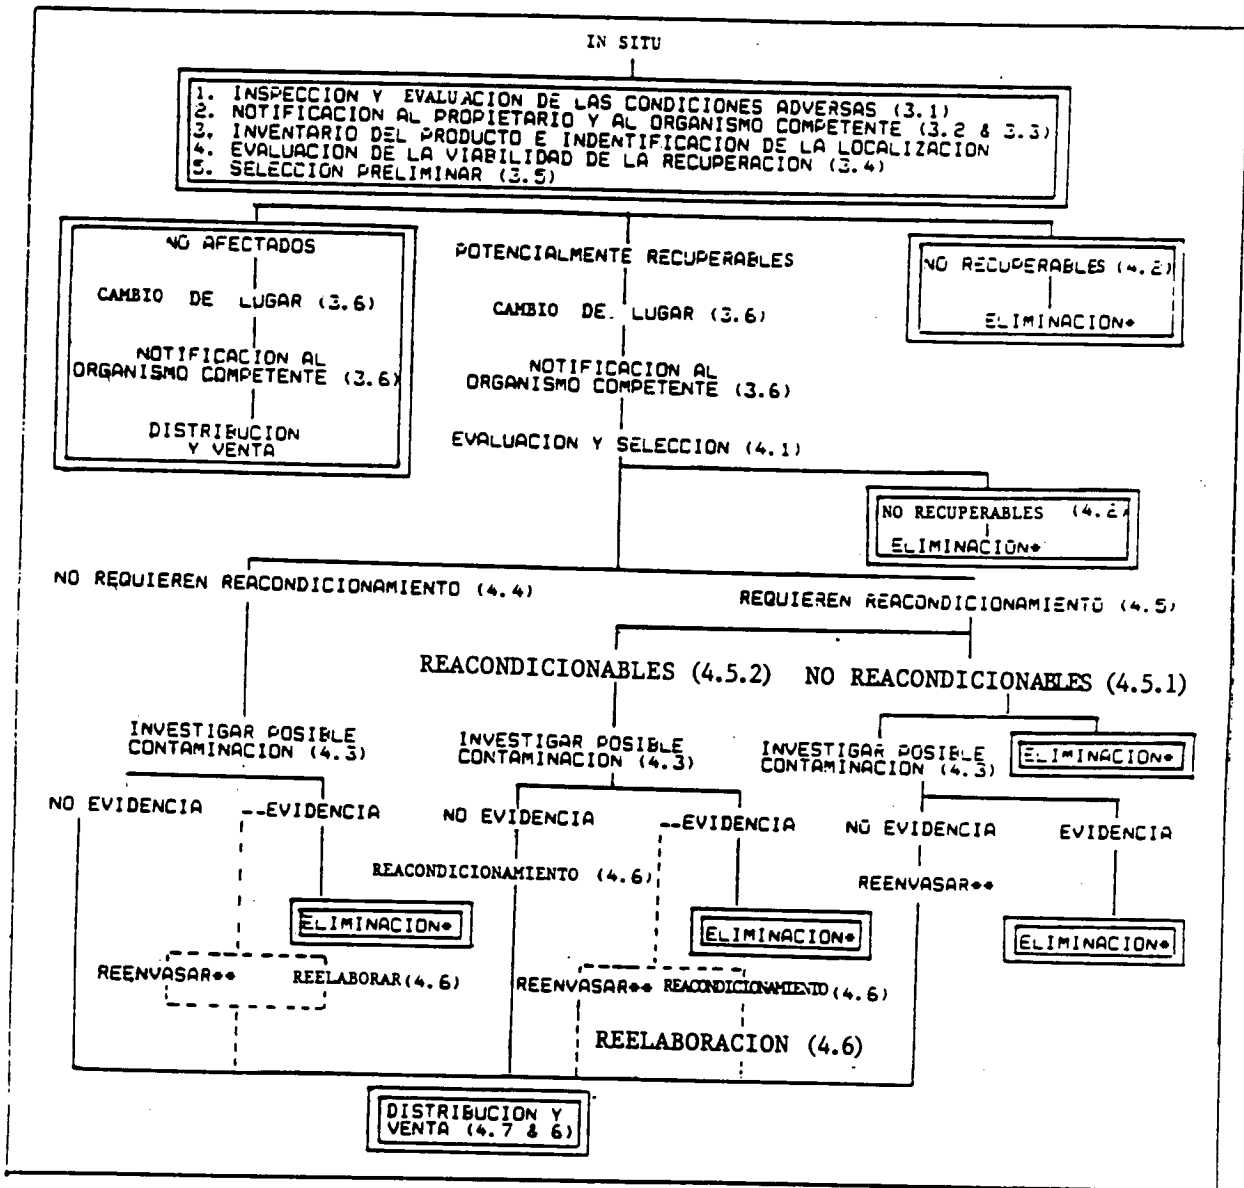 IN SITU
1. INSPECCION Y EVALUACION DE LAS CONDICIONES ADVERSAS (3.1)
2. NOTIFICACION AL PROPIETARIO Y AL ORGANISMO COMPETENTE (3.2 & 3.3)
3. INVENTARIO DEL PRODUCTO E INDENTIFICACION DE LA LOCALIZACION
4. EVALUACION DE LA VIABILIDAD DE LA RECUPERACION (3.4)
5. SELECCION PRELIMINAR (3.5)
NO AFECTADOS
CAMBIO DE LUGAR (3.6)
NOTIFICACION AL
ORGANISMO COMPETENTE (3.6)
DISTRIBUCION
Y VENTA
POTENCIALMENTE RECUPERABLES
CAMBIO DE LUGAR (3.6)
NOTIFICACION AL
ORGANISMO COMPETENTE (3.6)
EVALUACION Y SELECCION (4.1)
NO RECUPERABLES (4.2)
ELIMINACION*
NO RECUPERABLES (4.2)
ELIMINACION*
NO REQUIEREN REACONDICIONAMIENTO (4.4)
REQUIEREN REACONDICIONAMIENTO (4.5)
REACONDICIONABLES (4.5.2)
NO REACONDICIONABLES (4.5.1)
INVESTIGAR POSIBLE
CONTAMINACION (4.3)
INVESTIGAR POSIBLE
CONTAMINACION (4.3)
INVESTIGAR POSIBLE
CONTAMINACION (4.3)
ELIMINACION*
NO EVIDENCIA
EVIDENCIA
NO EVIDENCIA
EVIDENCIA
NO EVIDENCIA
EVIDENCIA
REACONDICIONAMIENTO (4.6)
REENVASAR**
ELIMINACION*
ELIMINACION*
ELIMINACION*
REENVASAR**
REELABORAR (4.6)
REENVASAR**
REACONDICIONAMIENTO (4.6)
REELABORACION (4.6)
DISTRIBUCION Y
VENTA (4.7 & 6)